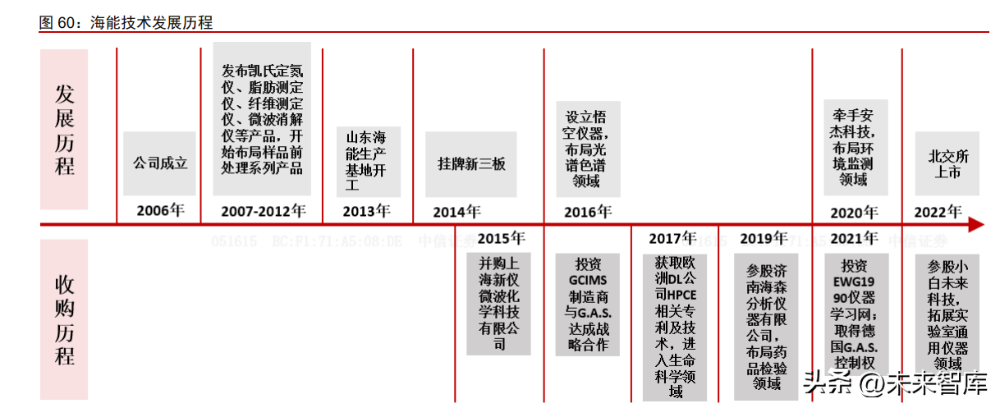 图 60：海能技术发展历程
发
展
历
程
公司成立
2006年
发布凯氏定氮
仪、脂肪测定
仪、纤维测定
仪、微波消解
仪等产品，开
始布局样品前
处理系列产品
2007-2012年
山东海
能生产
基地开
工
2013年
挂牌新三板
2014年
设立悟
空仪器，
布局光
谱色谱
领域
2016年
牵手安
杰科技，
布局环
境监测
领域
2020年
北交所
上市
2022年
收
购
历
程
2015年
并购上
海新仪
微波化
学科技
有限公
司
投资
GCIMS
制造商
与G.A.S.
达成战
略合作
2017年
获取欧
洲DL公
司HPCE
相关专
利及技
术，进
入生命
科学领
域
2019年
参股济
南海森
分析仪
器有限
公司，
布局药
品检验
领域
2021年
投资
EWG19
90仪器
学习网；
取得德
国G.A.S.
控制权
参股小
白未来
科技，
拓展实
验室通
用仪器
领域
051615 BC:F1:71:A5:08:DE 中信证券
头条 @未来智库